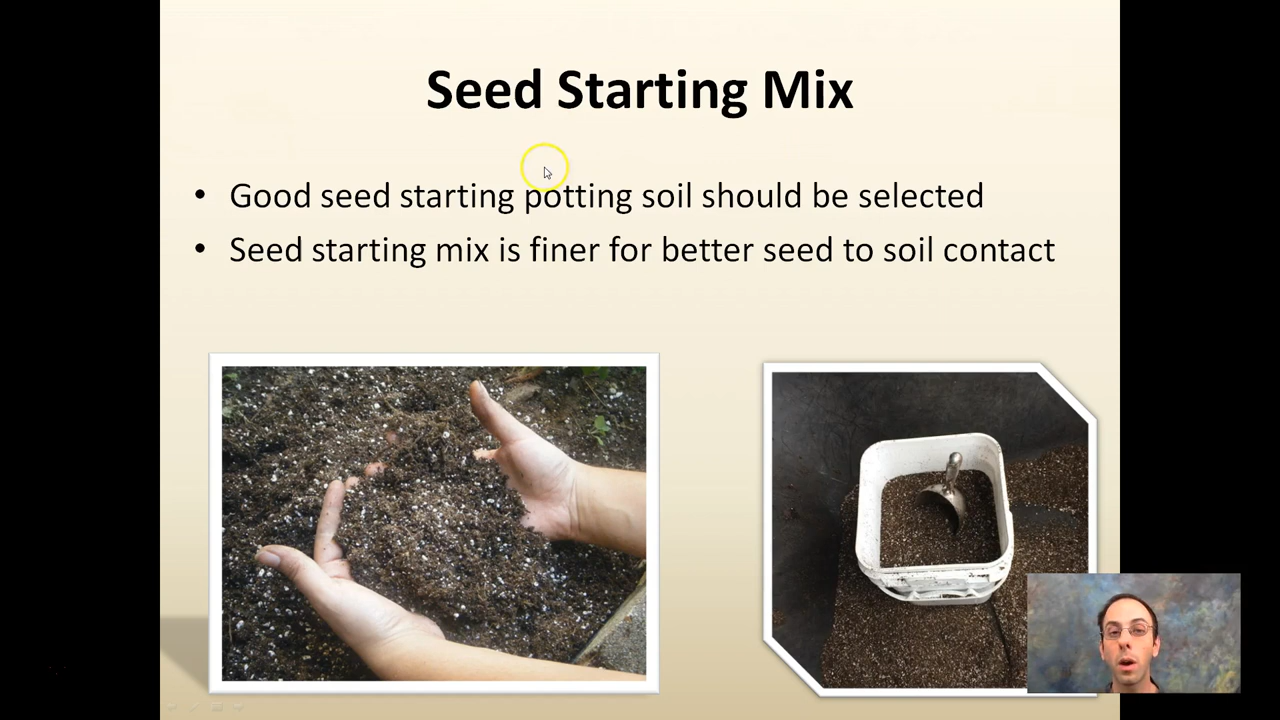 Seed Starting Mix
• Good seed starting potting soil should be selected
• Seed starting mix is finer for better seed to soil contact